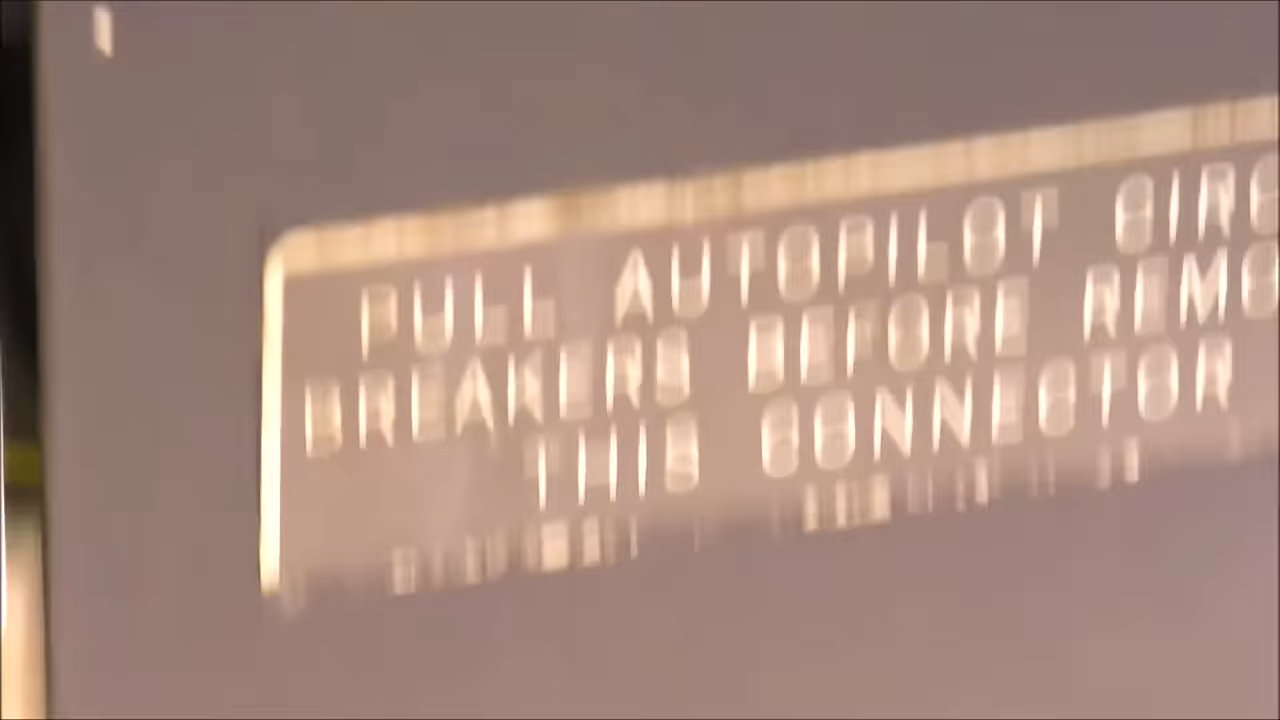 PULL AUTOPILOT CIRC
BREAKERS BEFORE REMO
THIS CONNECTOR